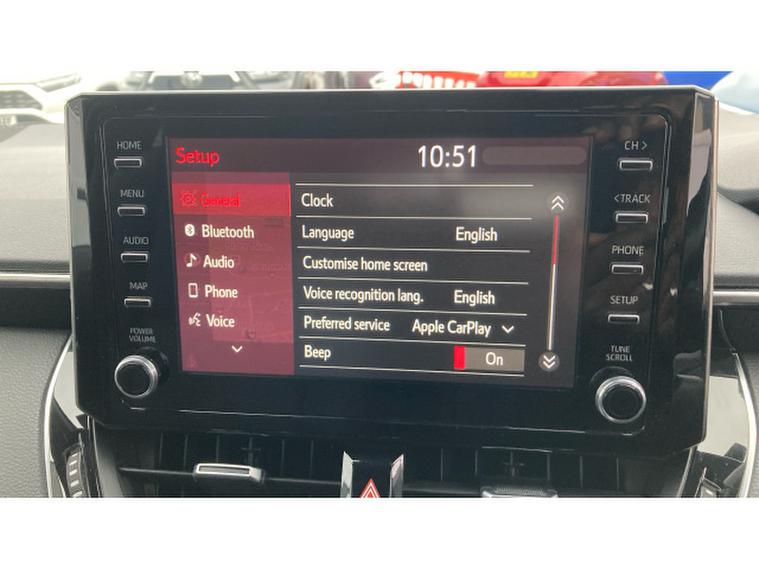 HOME
MENU
AUDIO
MAP
POWER
VOLUME
Setup
10:51
General
Bluetooth
Audio
Phone
Voice
Clock
Language English
Customise home screen
Voice recognition lang. English
Preferred service Apple CarPlay
Beep On
CH >
< TRACK
PHONE
SETUP
TUNE
SCROLL